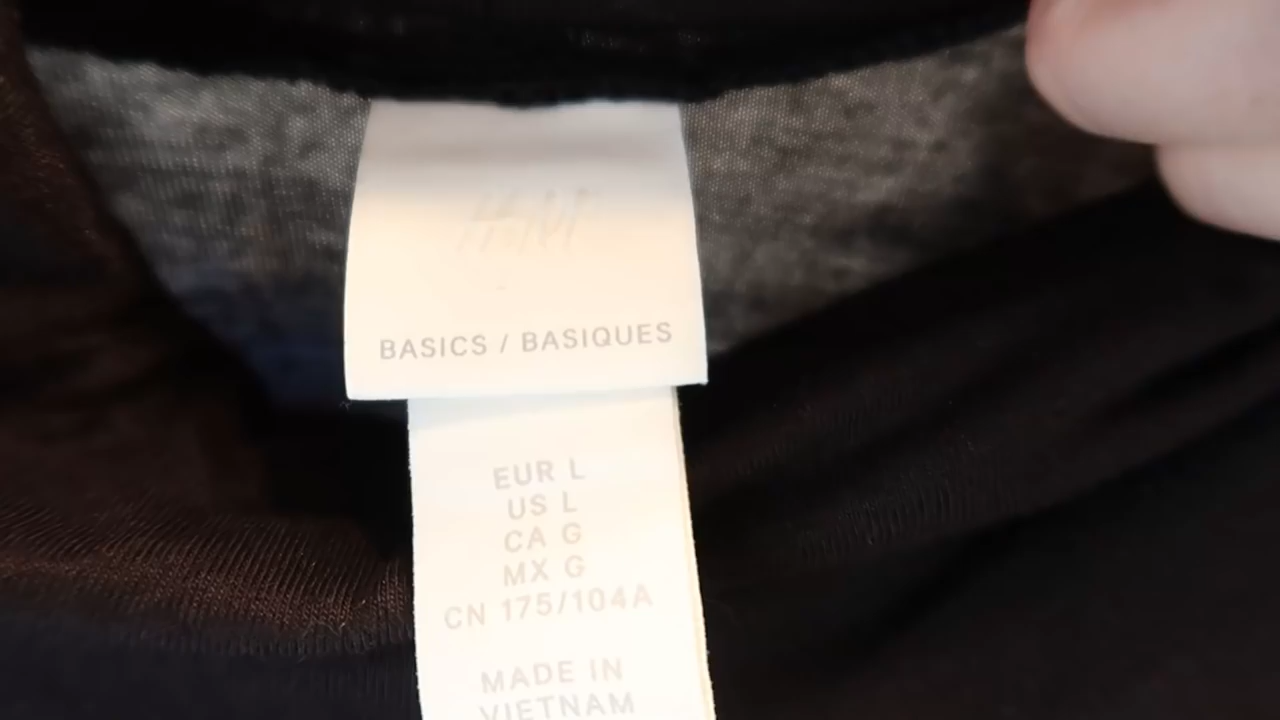 BASICS / BASIQUES
EUR L
US L
CA G
MX G
CN 175/104A
MADE IN
VIETNAM